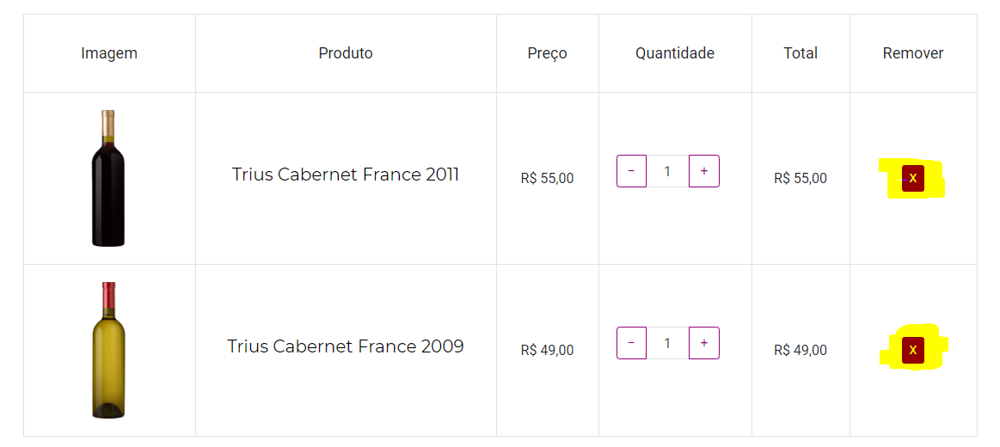 Imagem Produto Preço Quantidade Total Remover
Trius Cabernet France 2011 R$ 55,00 − 1 + R$ 55,00 X
Trius Cabernet France 2009 R$ 49,00 − 1 + R$ 49,00 X